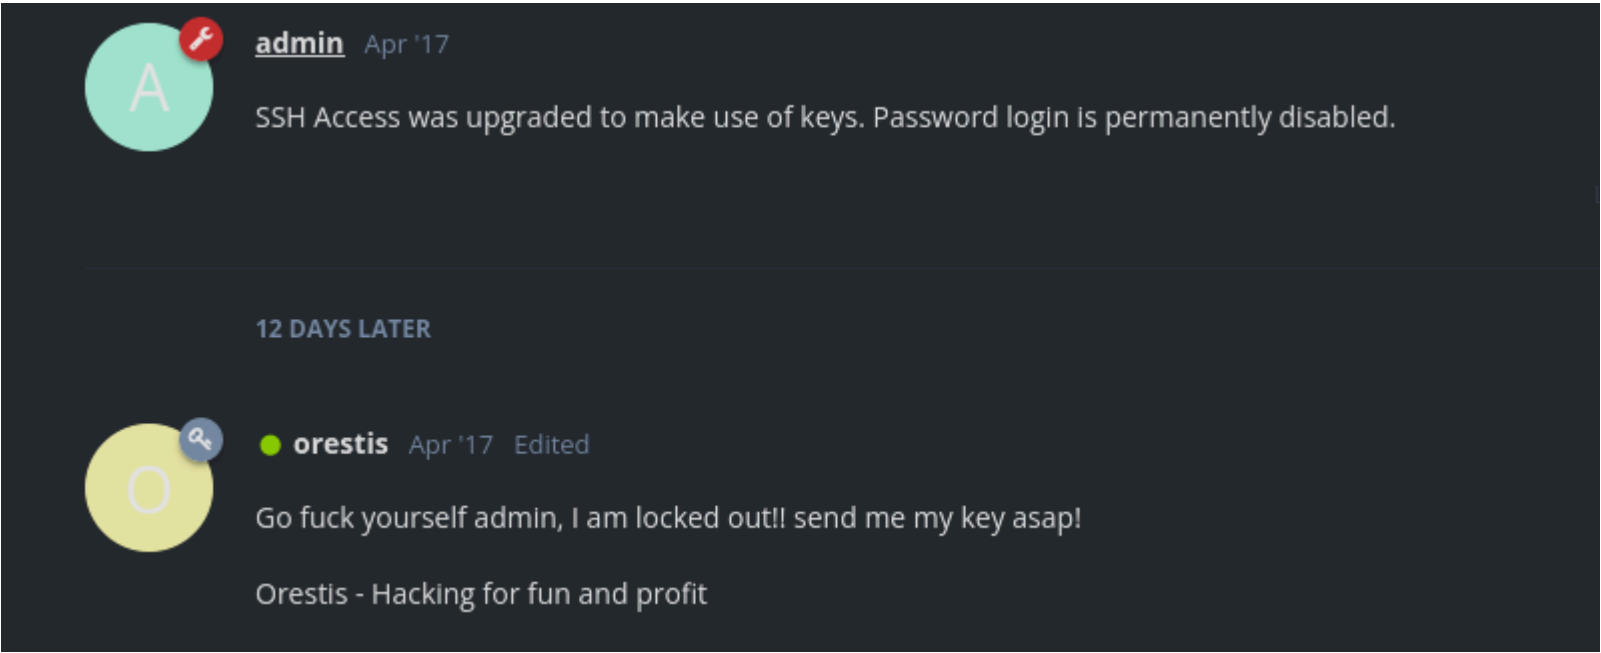 A
admin Apr '17
SSH Access was upgraded to make use of keys. Password login is permanently disabled.
12 DAYS LATER
O
orestis Apr '17 Edited
Go fuck yourself admin, I am locked out!! send me my key asap!
Orestis - Hacking for fun and profit